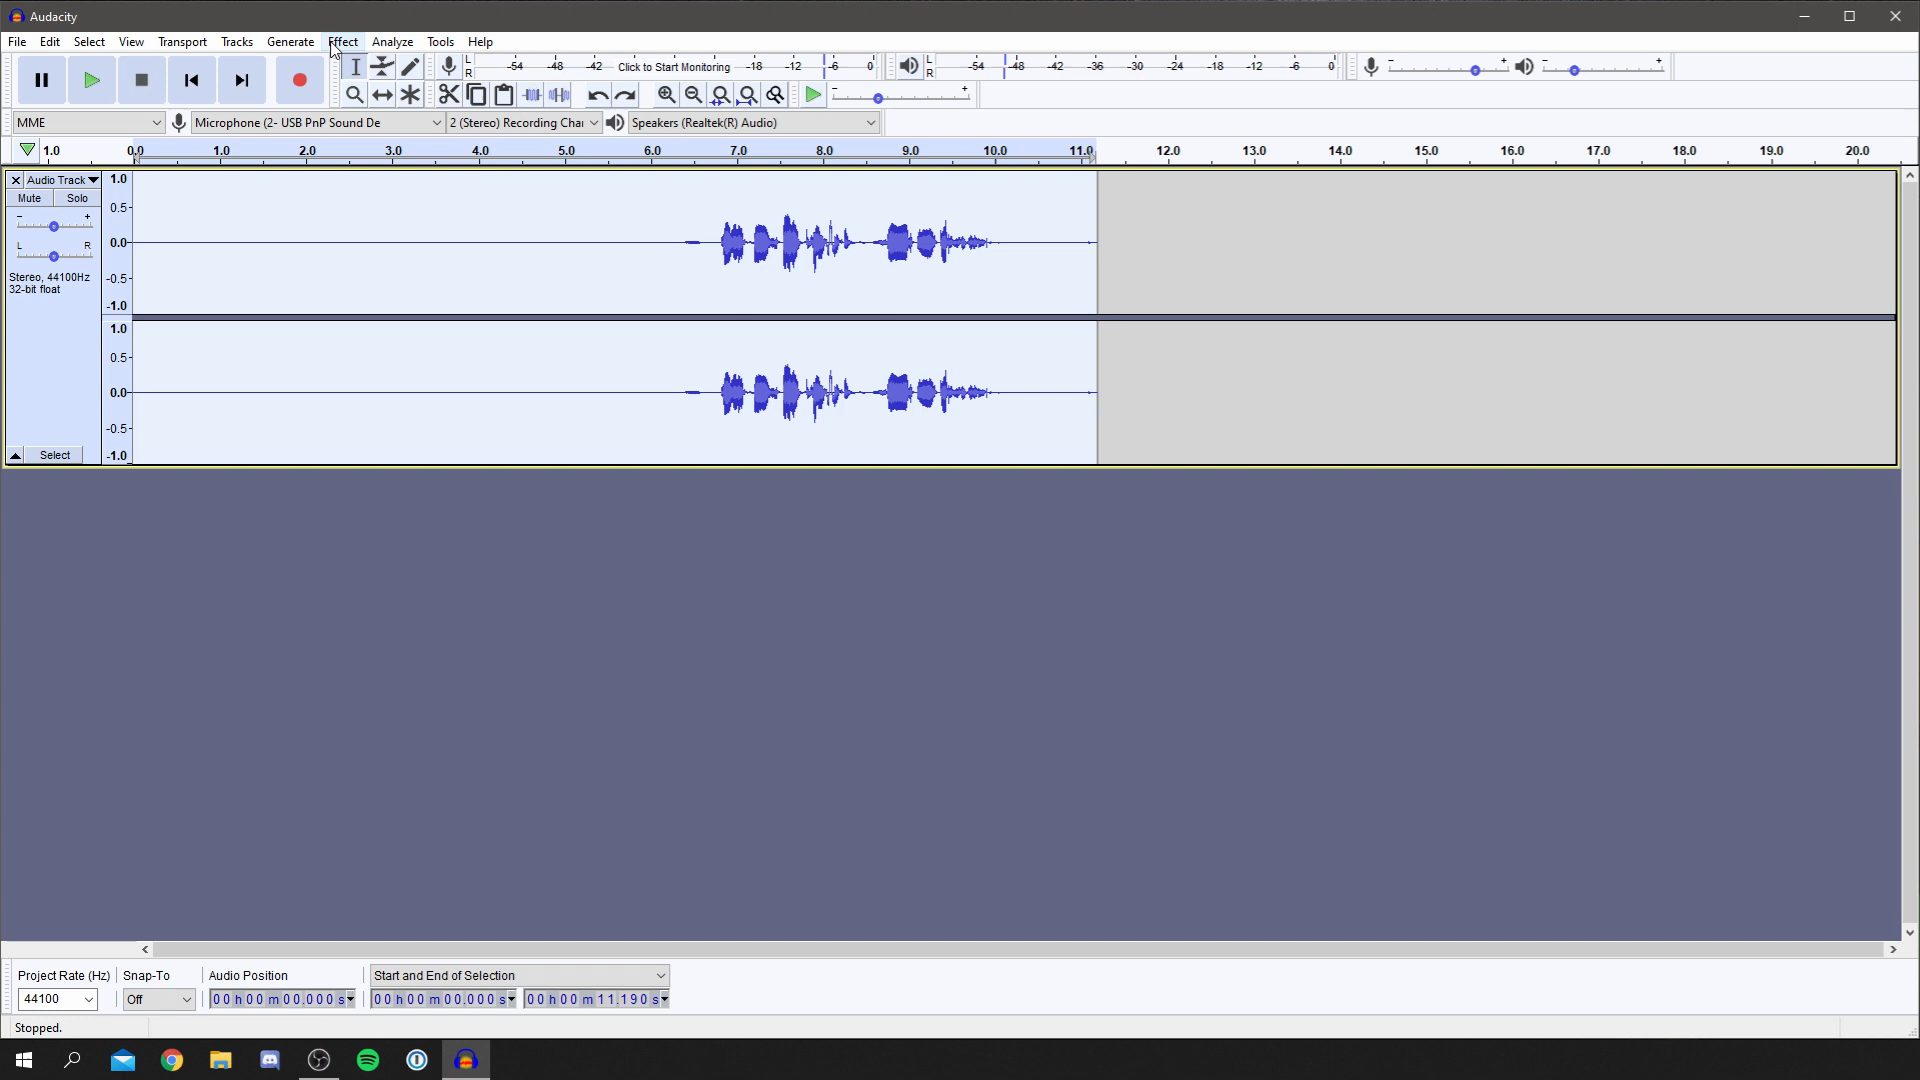 Audacity
File Edit Select View Transport Tracks Generate Effect Analyze Tools Help
L R -54 -48 -42 Click to Start Monitoring -18 -12 -6 0 L R -54 -48 -42 -36 -30 -24 -18 -12 -6 0 - + - +
- +
MME Microphone (2- USB PnP Sound De 2 (Stereo) Recording Chai Speakers (Realtek(R) Audio)
1.0 0.0 1.0 2.0 3.0 4.0 5.0 6.0 7.0 8.0 9.0 10.0 11.0 12.0 13.0 14.0 15.0 16.0 17.0 18.0 19.0 20.0
Audio Track 1.0
Mute Solo
- + 0.5
L R 0.0
Stereo, 44100Hz -0.5
32-bit float
-1.0
1.0
0.5
0.0
-0.5
Select -1.0
Project Rate (Hz) Snap-To Audio Position Start and End of Selection
44100 Off 00 h 00 m 00.000 s 00 h 00 m 00.000 s 00 h 00 m 11.190 s
Stopped.